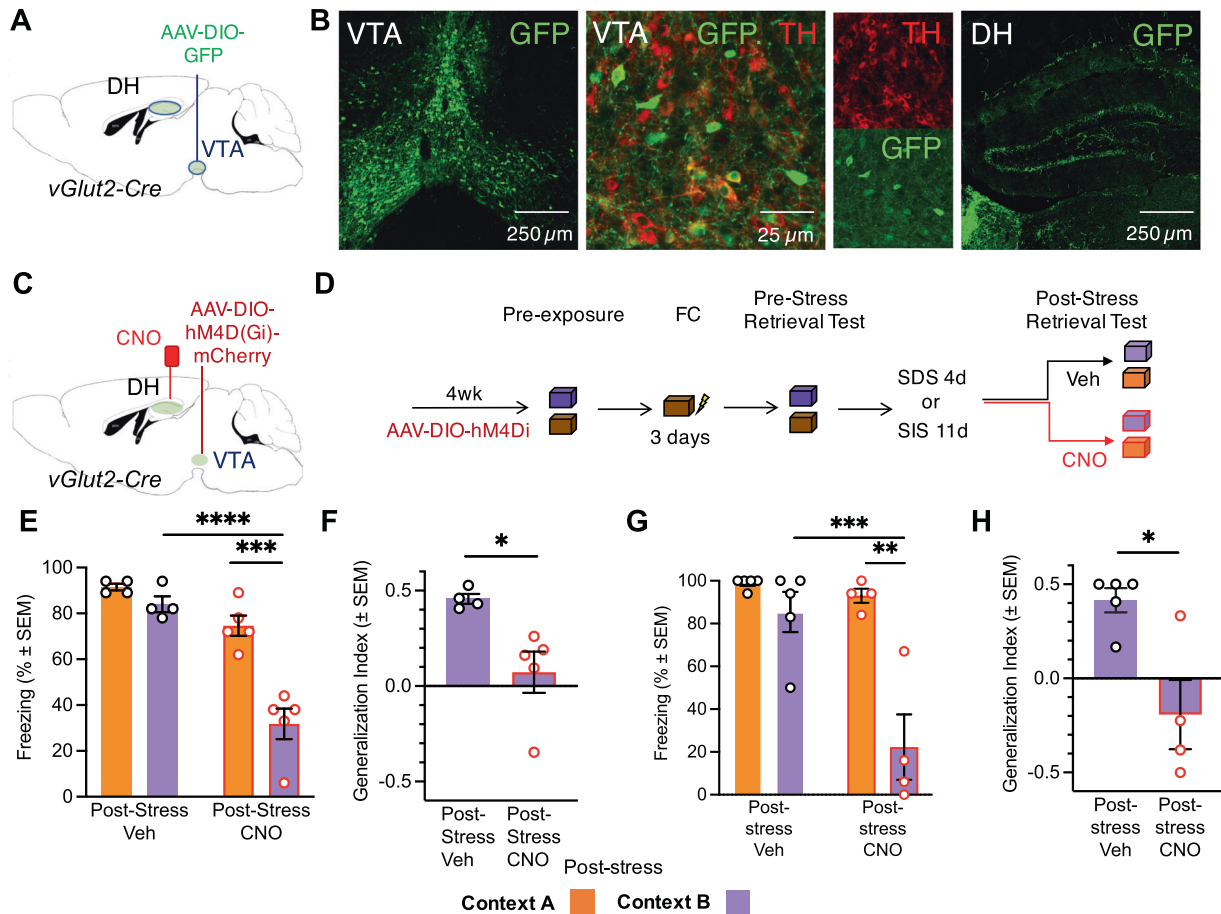 A
AAV-DIO-
GFP
DH
VTA
vGlut2-Cre
B
VTA GFP
250 µm
VTA GFP TH
25 µm
TH
GFP
DH GFP
250 µm
C
AAV-DIO-
hM4D(Gi)-
mCherry
CNO
DH
VTA
vGlut2-Cre
D
Pre-exposure
FC
Pre-Stress
Retrieval Test
Post-Stress
Retrieval Test
4wk
AAV-DIO-hM4Di
3 days
SDS 4d
or
SIS 11d
Veh
CNO
E
****
***
Freezing (% ± SEM)
100
80
60
40
20
0
Post-Stress
Veh
Post-Stress
CNO
F
*
Generalization Index (± SEM)
0.5
0.0
-0.5
Post-
Stress
Veh
Post-
Stress
CNO
G
***
**
Freezing (% ± SEM)
100
80
60
40
20
0
Post-
stress
Veh
Post-
stress
CNO
H
*
Generalization Index (± SEM)
0.5
0.0
-0.5
Post-
stress
Veh
Post-
stress
CNO
Post-stress
Context A
Context B